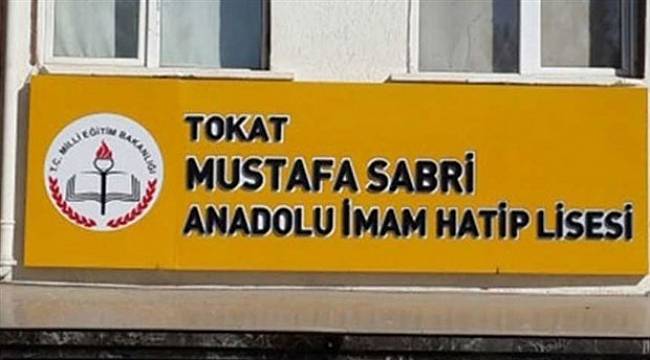 T.C. MİLLİ EĞİTİM BAKANLIĞI
TOKAT
MUSTAFA SABRİ
ANADOLU İMAM HATİP LİSESİ